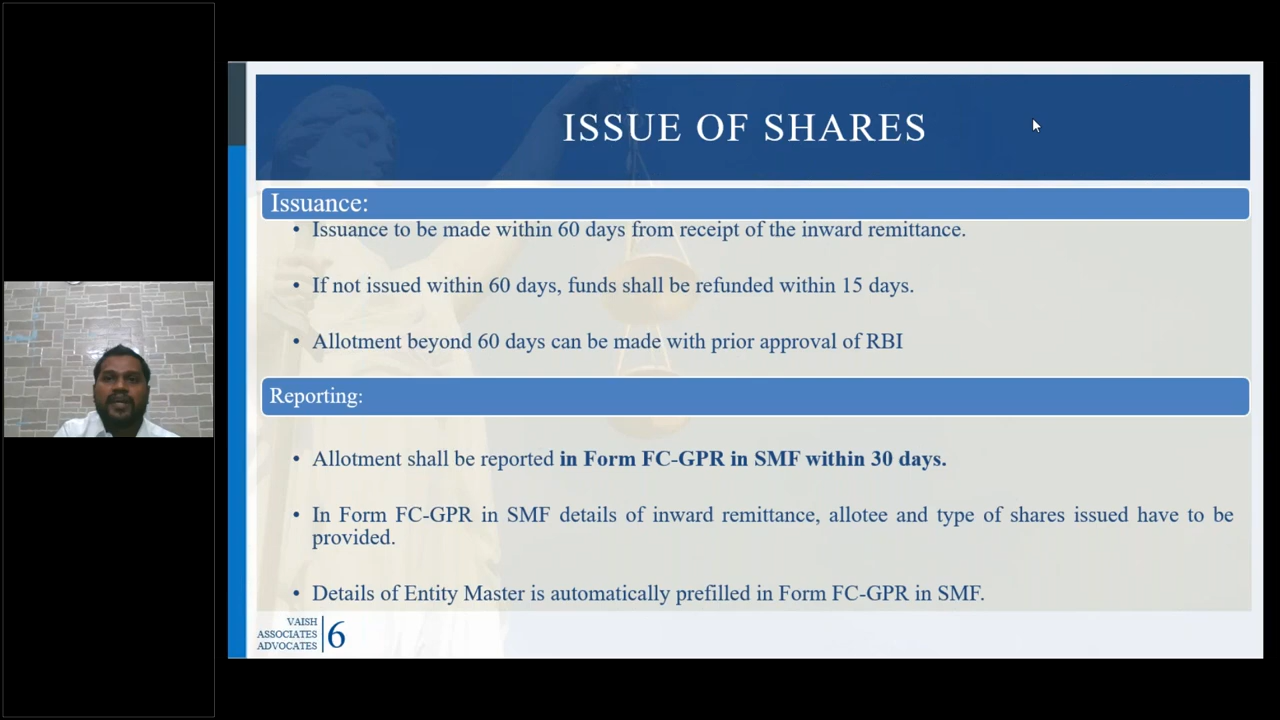 ISSUE OF SHARES
Issuance:
• Issuance to be made within 60 days from receipt of the inward remittance.
• If not issued within 60 days, funds shall be refunded within 15 days.
• Allotment beyond 60 days can be made with prior approval of RBI
Reporting:
• Allotment shall be reported in Form FC-GPR in SMF within 30 days.
• In Form FC-GPR in SMF details of inward remittance, allotee and type of shares issued have to be
provided.
• Details of Entity Master is automatically prefilled in Form FC-GPR in SMF.
VAISH
ASSOCIATES
ADVOCATES
6